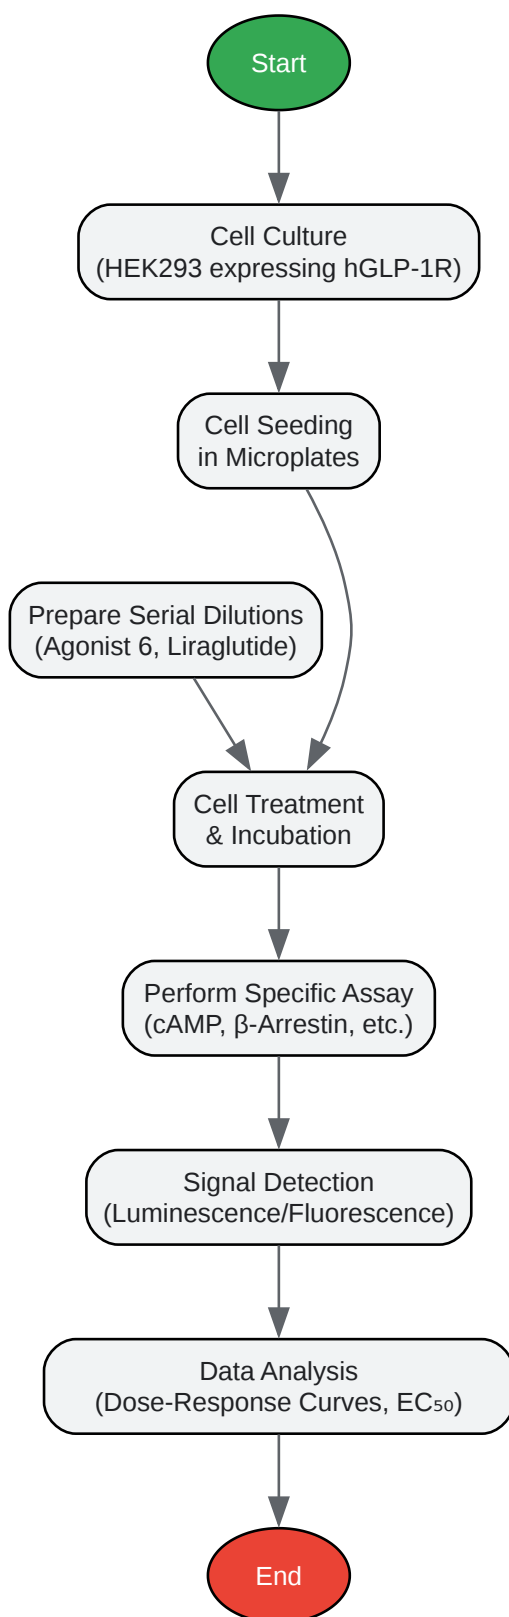 Start
Cell Culture
(HEK293 expressing hGLP-1R)
Cell Seeding
in Microplates
Prepare Serial Dilutions
(Agonist 6, Liraglutide)
Cell Treatment
& Incubation
Perform Specific Assay
(cAMP, β-Arrestin, etc.)
Signal Detection
(Luminescence/Fluorescence)
Data Analysis
(Dose-Response Curves, EC₅₀)
End